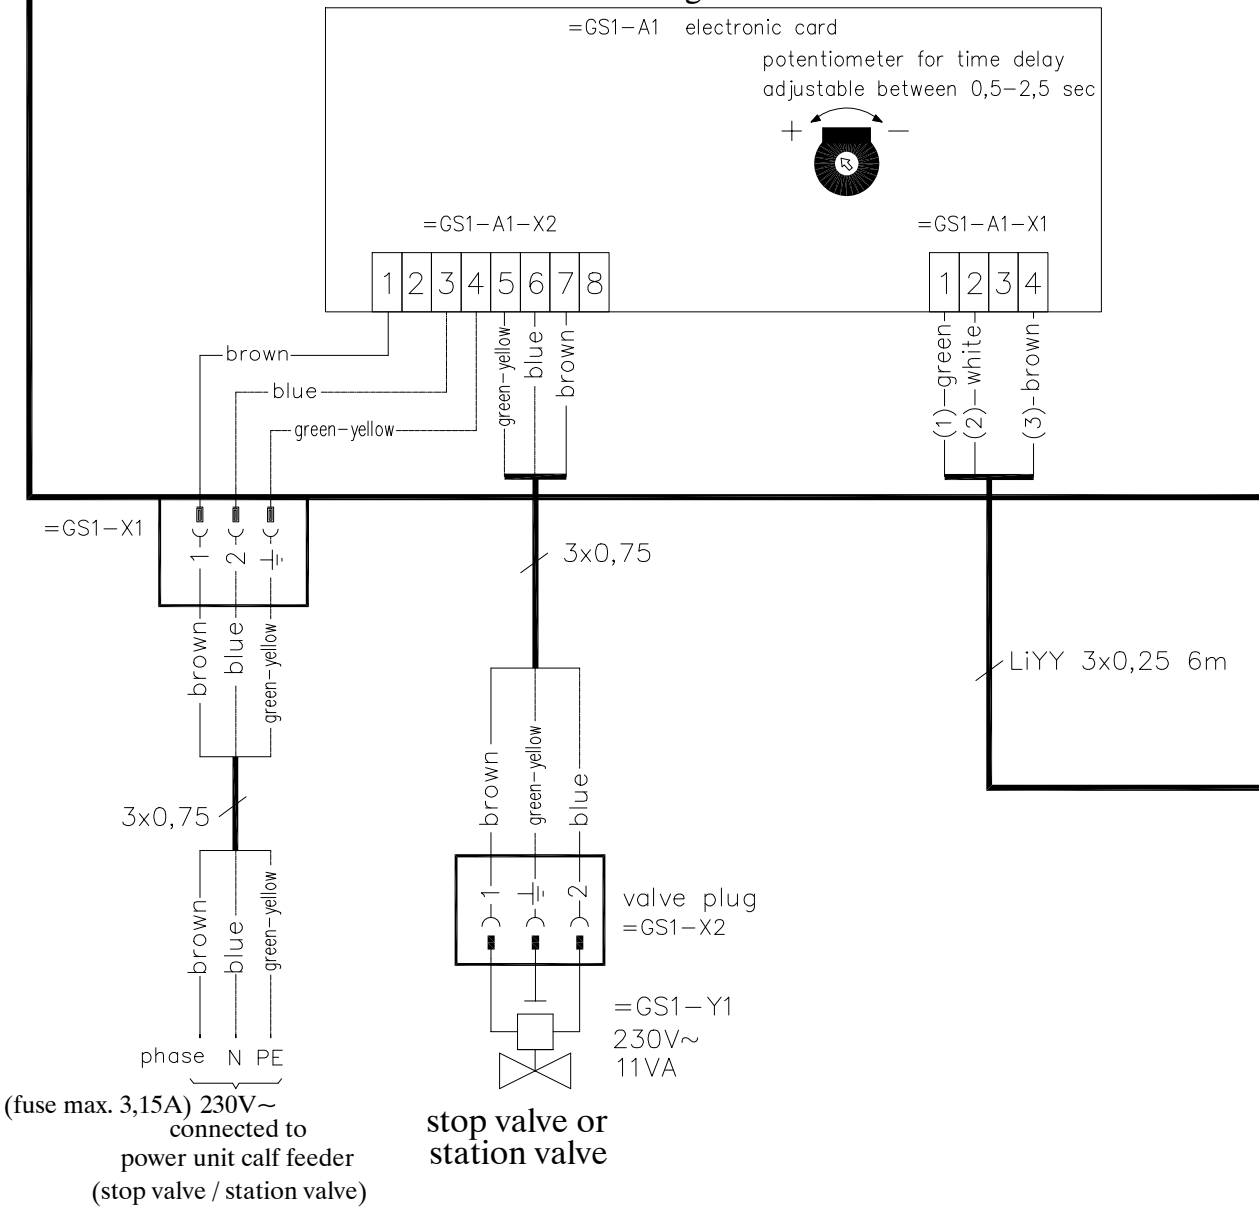 =GS1-A1 electronic card
potentiometer for time delay
adjustable between 0,5-2,5 sec
+ −
=GS1-A1-X2
=GS1-A1-X1
1 2 3 4 5 6 7 8
1 2 3 4
brown
blue
green-yellow
green-yellow
blue
brown
(1)-green
(2)-white
(3)-brown
=GS1-X1
1
2
3x0,75
brown
blue
green-yellow
LiYY 3x0,25 6m
3x0,75
brown
green-yellow
blue
brown
blue
green-yellow
1
2
valve plug
=GS1-X2
=GS1-Y1
230V~
11VA
phase N PE
(fuse max. 3,15A) 230V~
connected to
power unit calf feeder
(stop valve / station valve)
stop valve or
station valve